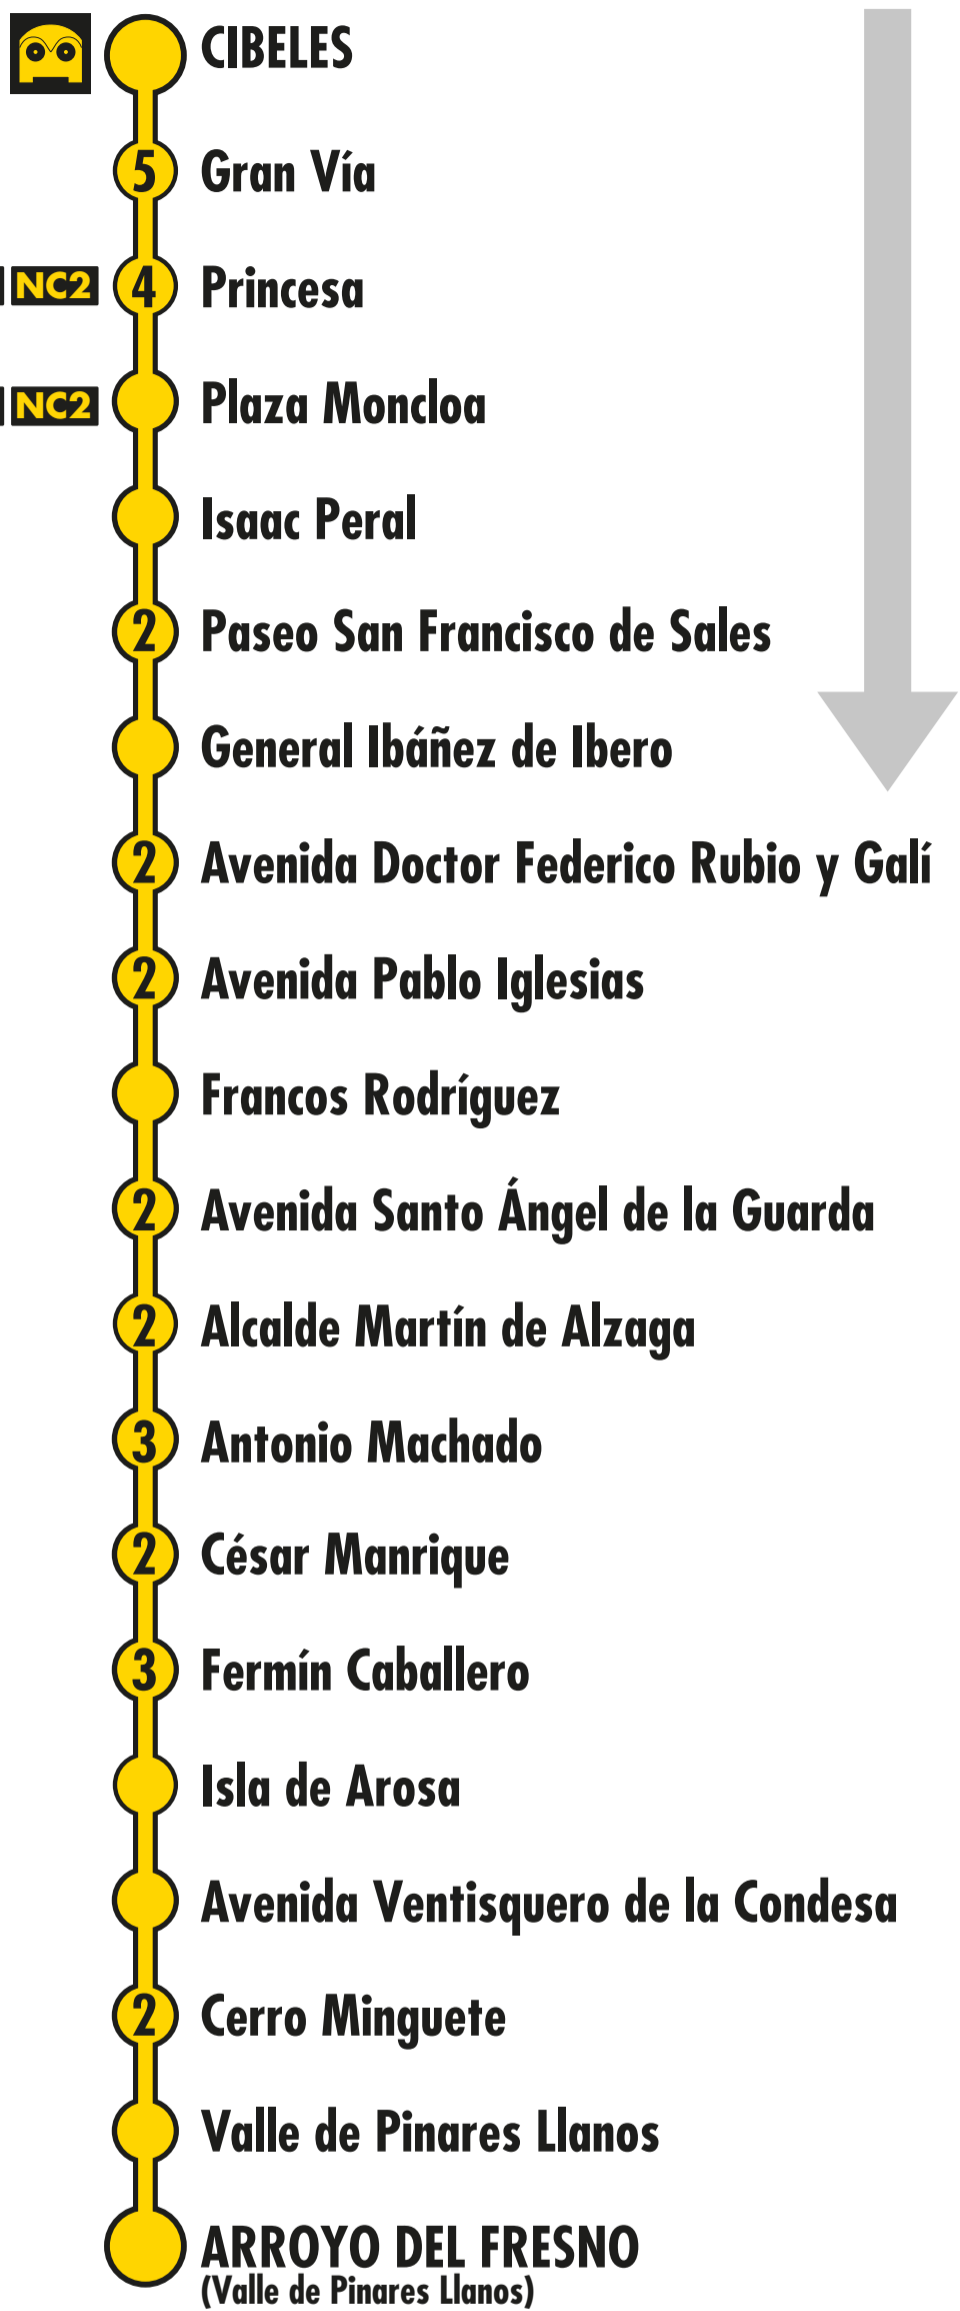 CIBELES
5 Gran Vía
NC2 4 Princesa
NC2 Plaza Moncloa
Isaac Peral
2 Paseo San Francisco de Sales
General Ibáñez de Ibero
2 Avenida Doctor Federico Rubio y Galí
2 Avenida Pablo Iglesias
Francos Rodríguez
2 Avenida Santo Ángel de la Guarda
2 Alcalde Martín de Alzaga
3 Antonio Machado
2 César Manrique
3 Fermín Caballero
Isla de Arosa
Avenida Ventisquero de la Condesa
2 Cerro Minguete
Valle de Pinares Llanos
ARROYO DEL FRESNO
(Valle de Pinares Llanos)